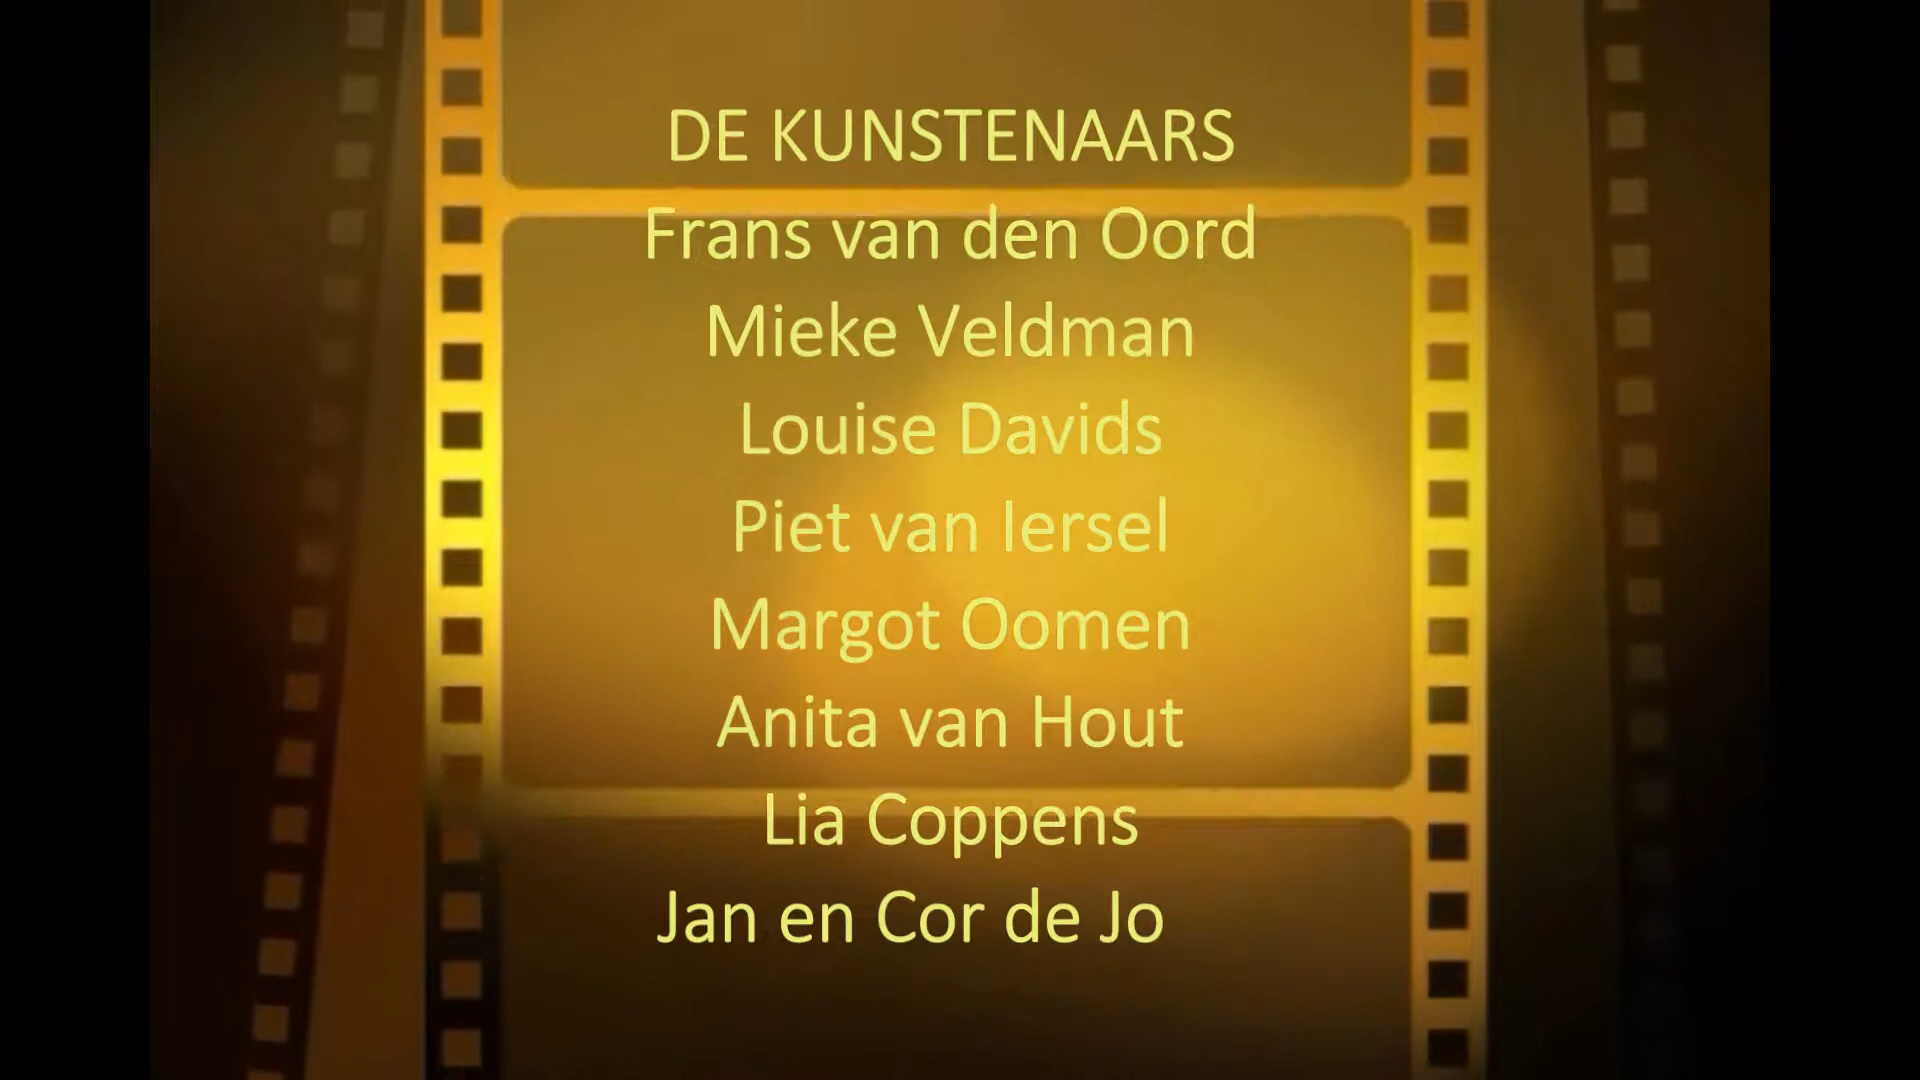 DE KUNSTENAARS
Frans van den Oord
Mieke Veldman
Louise Davids
Piet van Iersel
Margot Oomen
Anita van Hout
Lia Coppens
Jan en Cor de Jo